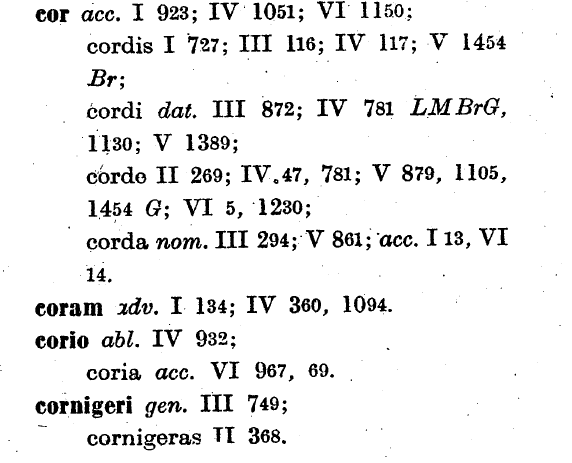 cor acc. I 923; IV 1051; VI 1150;
cordis I 727; III 116; IV 117; V 1454
Br;
cordi dat. III 872; IV 781 LMBrG,
1130; V 1389;
corde II 269; IV.47, 781; V 879, 1105,
1454 G; VI 5, 1230;
corda nom. III 294; V 861; acc. I 13, VI
14.
coram adv. I 134; IV 360, 1094.
corio abl. IV 932;
coria acc. VI 967, 69.
cornigeri gen. III 749;
cornigeras II 368.